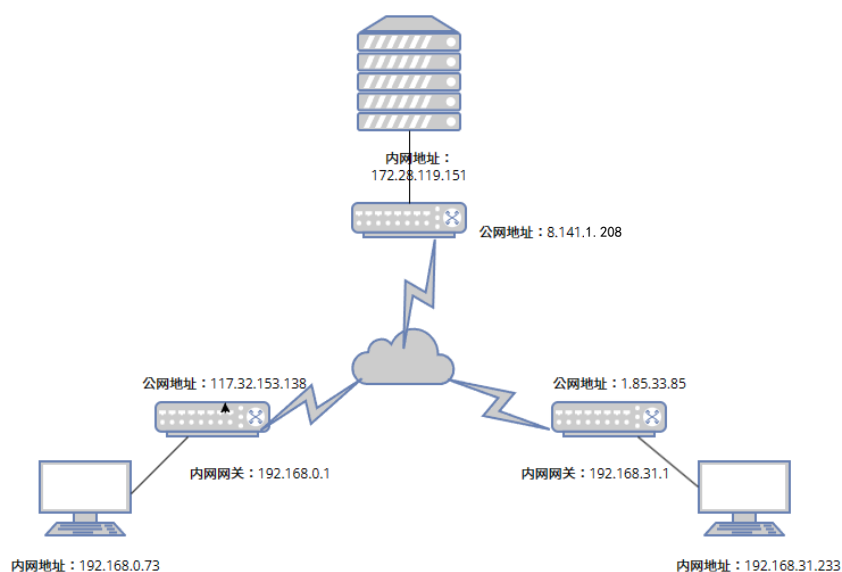 内网地址：
172.28.119.151
公网地址：8.141.1. 208
公网地址：117.32.153.138
公网地址：1.85.33.85
内网网关：192.168.0.1
内网网关：192.168.31.1
内网地址：192.168.0.73
内网地址：192.168.31.233